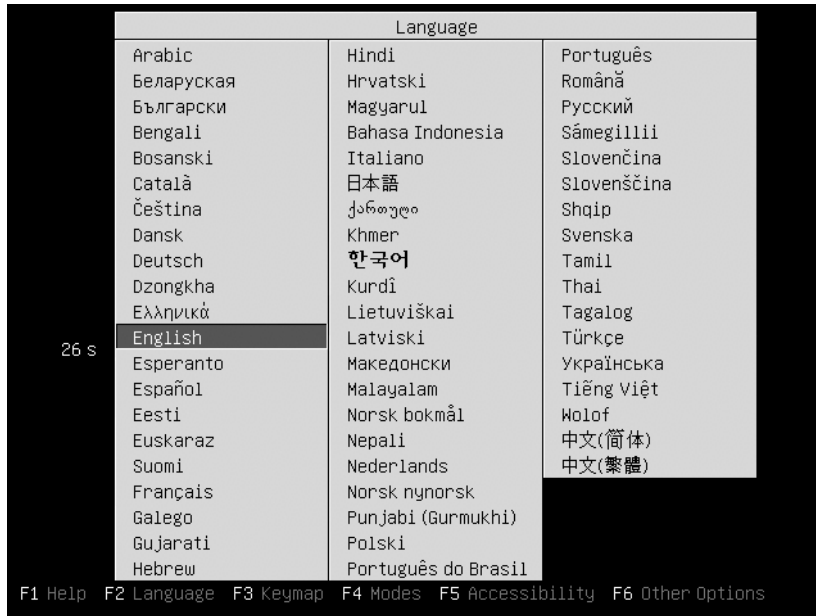 Language
Arabic
Беларуская
Български
Bengali
Bosanski
Català
Čeština
Dansk
Deutsch
Dzongkha
Ελληνικά
English
Esperanto
Español
Eesti
Euskaraz
Suomi
Français
Galego
Gujarati
Hebrew
Hindi
Hrvatski
Magyarul
Bahasa Indonesia
Italiano
日本語
ქართული
Khmer
한국어
Kurdî
Lietuviškai
Latviski
Македонски
Malayalam
Norsk bokmål
Nepali
Nederlands
Norsk nynorsk
Punjabi (Gurmukhi)
Polski
Português do Brasil
Português
Română
Русский
Sámegillii
Slovenčina
Slovenščina
Shqip
Svenska
Tamil
Thai
Tagalog
Türkçe
Українська
Tiếng Việt
Wolof
中文(简体)
中文(繁體)
26 s
F1 Help F2 Language F3 Keymap F4 Modes F5 Accessibility F6 Other Options